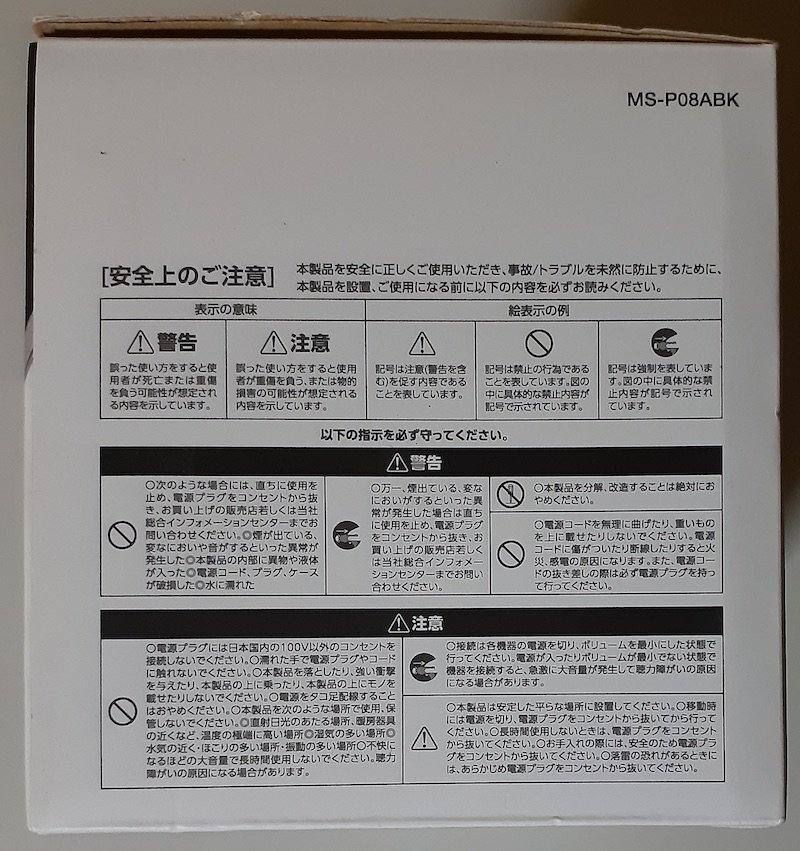 MS-P08ABK
[安全上のご注意]
本製品を安全に正しくご使用いただき、事故/トラブルを未然に防止するために、
本製品を設置、ご使用になる前に以下の内容を必ずお読みください。
表示の意味
絵表示の例
警告
誤った使い方をすると使
用者が死亡または重傷
を負う可能性が想定され
る内容を示しています。
注意
誤った使い方をすると使用
者が重傷を負う、または物的
損害の可能性が想定される
内容を示しています。
記号は注意(警告を含
む)を促す内容である
ことを表しています。
記号は禁止の行為である
ことを表しています。図の
中に具体的な禁止内容が
記号で示されています。
記号は強制を表していま
す。図の中に具体的な禁
止内容が記号で示され
ています。
以下の指示を必ず守ってください。
警告
〇次のような場合には、直ちに使用を
止め、電源プラグをコンセントから抜
き、お買い上げの販売店若しくは当社
総合インフォメーションセンターまでお
問い合わせください。◎煙が出ている、
変なにおいや音がするといった異常が
発生した◎本製品の内部に異物や液体
が入った◎電源コード、プラグ、ケース
が破損した◎水に濡れた
〇万一、煙出ている、変な
においがするといった異
常が発生した場合は直ち
に使用を止め、電源プラグ
をコンセントから抜き、お
買い上げの販売店若しく
は当社総合インフォメー
ションセンターまでお問い
合わせください。
〇本製品を分解、改造することは絶対にお
やめください。
〇電源コードを無理に曲げたり、重いもの
を上に載せたりしないでください。電源
コードに傷がついたり断線したりすると火
災、感電の原因になります。また、電源コー
ドの抜き差しの際は必ず電源プラグを持っ
て行ってください。
注意
〇電源プラグには日本国内の100V以外のコンセントを
接続しないでください。〇濡れた手で電源プラグやコード
に触れないでください。〇本製品を落としたり、強い衝撃
を与えたり、本製品の上に乗ったり、本製品の上にモノを
載せたりしないでください。〇電源をタコ足配線すること
はおやめください。〇本製品を次のような場所で使用、保
管しないでください。◎直射日光のあたる場所、暖房器具
の近くなど、温度の極端に高い場所◎湿気の多い場所◎
水気の近く・ほこりの多い場所・振動の多い場所〇不快に
なるほどの大音量で長時間使用しないでください。聴力
障がいの原因になる場合があります。
〇接続は各機器の電源を切り、ボリュームを最小にした状態で
行ってください。電源が入ったりボリュームが最小でない状態で
機器を接続すると、急激に大音量が発生して聴力障がいの原因
になる場合があります。
〇本製品は安定した平らな場所に設置してください。〇移動時
には電源を切り、電源プラグをコンセントから抜いてから行って
ください。〇長時間使用しないときは、電源プラグをコンセント
から抜いてください。〇お手入れの際には、安全のため電源プラ
グをコンセントから抜いてください。〇落雷の恐れがあるときに
は、あらかじめ電源プラグをコンセントから抜いてください。